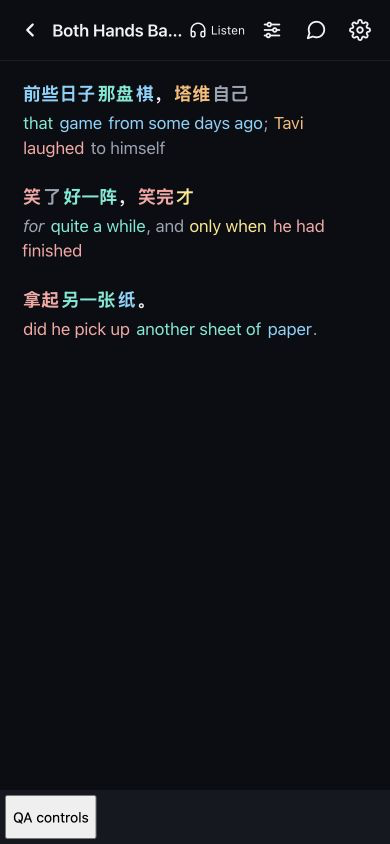 Both Hands Ba... Listen
前些日子那盘棋，塔维自己
that game from some days ago; Tavi
laughed to himself
笑了好一阵，笑完才
for quite a while, and only when he had
finished
拿起另一张纸。
did he pick up another sheet of paper.
QA controls